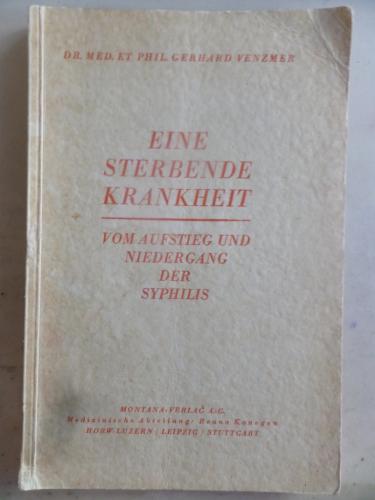 DR. MED. ET PHIL. GERHARD VENZMER
EINE
STERBENDE
KRANKHEIT
VOM AUFSTIEG UND
NIEDERGANG
DER
SYPHILIS
MONTANA-VERLAG A.G.
Medizinische Abteilung: Benno Konegen
HORW-LUZERN / LEIPZIG / STUTTGART